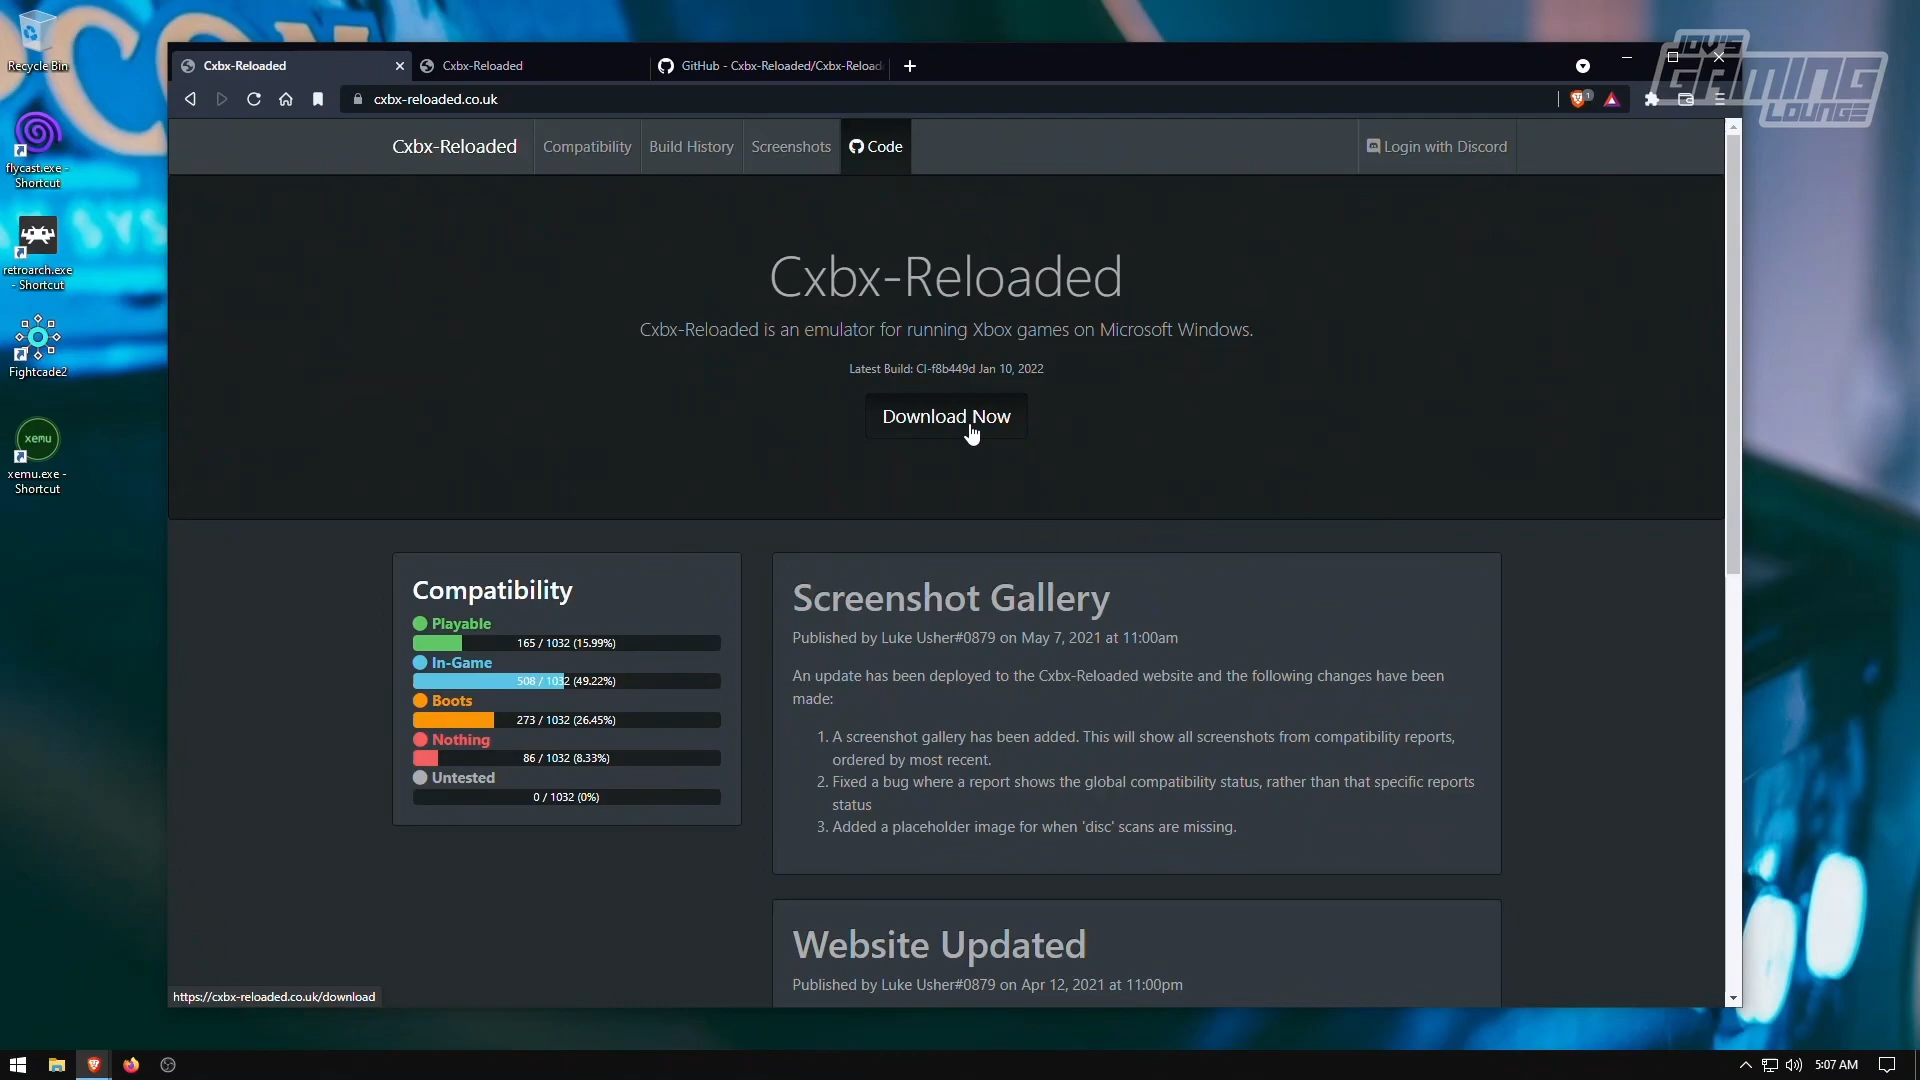 Recycle Bin
flycast.exe -
Shortcut
retroarch.exe
- Shortcut
Fightcade2
xemu
xemu.exe -
Shortcut
JOV'S
GAMING
LOUNGE
Cxbx-Reloaded
Cxbx-Reloaded
GitHub - Cxbx-Reloaded/Cxbx-Reload
cxbx-reloaded.co.uk
1
Cxbx-Reloaded
Compatibility
Build History
Screenshots
Code
Login with Discord
Cxbx-Reloaded
Cxbx-Reloaded is an emulator for running Xbox games on Microsoft Windows.
Latest Build: CI-f8b449d Jan 10, 2022
Download Now
Compatibility
Playable
165 / 1032 (15.99%)
In-Game
508 / 1032 (49.22%)
Boots
273 / 1032 (26.45%)
Nothing
86 / 1032 (8.33%)
Untested
0 / 1032 (0%)
Screenshot Gallery
Published by Luke Usher#0879 on May 7, 2021 at 11:00am
An update has been deployed to the Cxbx-Reloaded website and the following changes have been
made:
1. A screenshot gallery has been added. This will show all screenshots from compatibility reports,
ordered by most recent.
2. Fixed a bug where a report shows the global compatibility status, rather than that specific reports
status
3. Added a placeholder image for when 'disc' scans are missing.
Website Updated
Published by Luke Usher#0879 on Apr 12, 2021 at 11:00pm
https://cxbx-reloaded.co.uk/download
5:07 AM